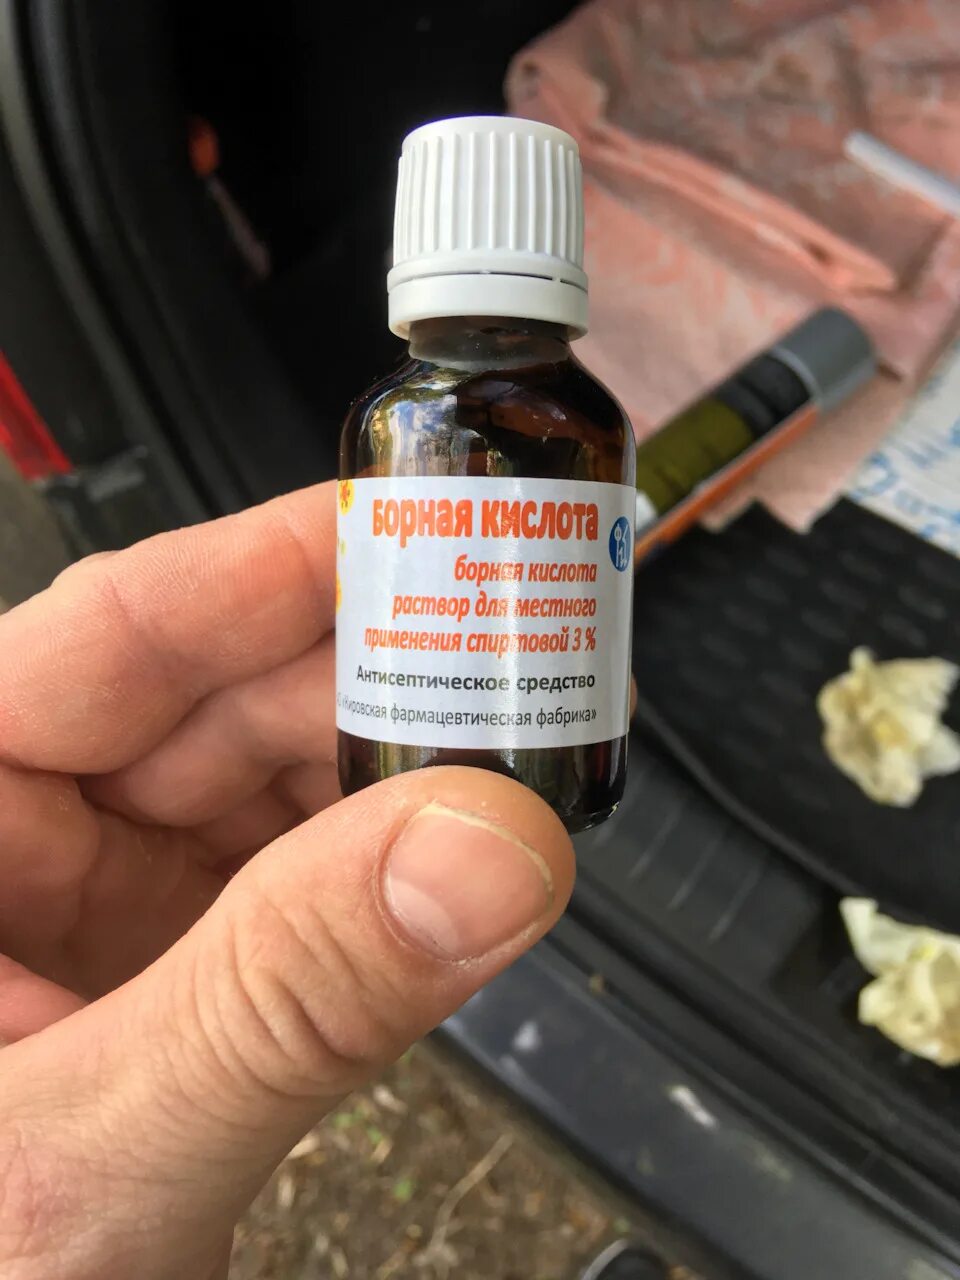 Борная кислота
борная кислота
раствор для местного
применения спиртовой 3 %
Антисептическое средство
«Кировская фармацевтическая фабрика»